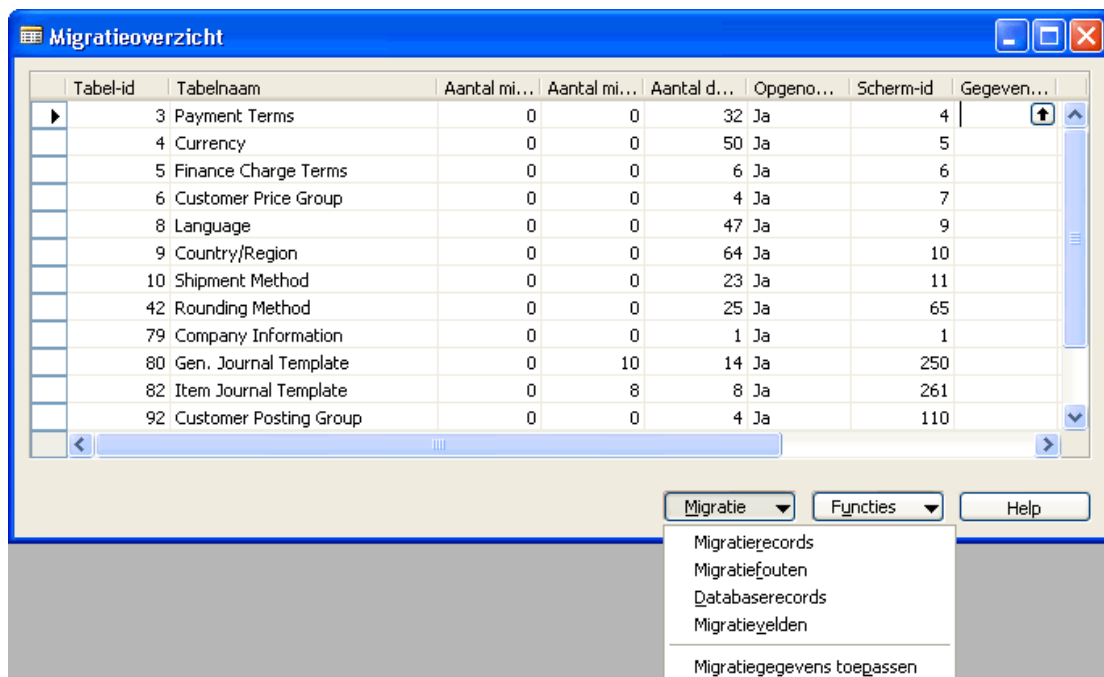 Migratieoverzicht
Tabel-id Tabelnaam Aantal mi... Aantal mi... Aantal d... Opgeno... Scherm-id Gegeven...
3 Payment Terms 0 0 32 Ja 4
4 Currency 0 0 50 Ja 5
5 Finance Charge Terms 0 0 6 Ja 6
6 Customer Price Group 0 0 4 Ja 7
8 Language 0 0 47 Ja 9
9 Country/Region 0 0 64 Ja 10
10 Shipment Method 0 0 23 Ja 11
42 Rounding Method 0 0 25 Ja 65
79 Company Information 0 0 1 Ja 1
80 Gen. Journal Template 0 10 14 Ja 250
82 Item Journal Template 0 8 8 Ja 261
92 Customer Posting Group 0 0 4 Ja 110
Migratie Functies Help
Migratierecords
Migratiefouten
Databaserecords
Migratievelden
Migratiegegevens toepassen